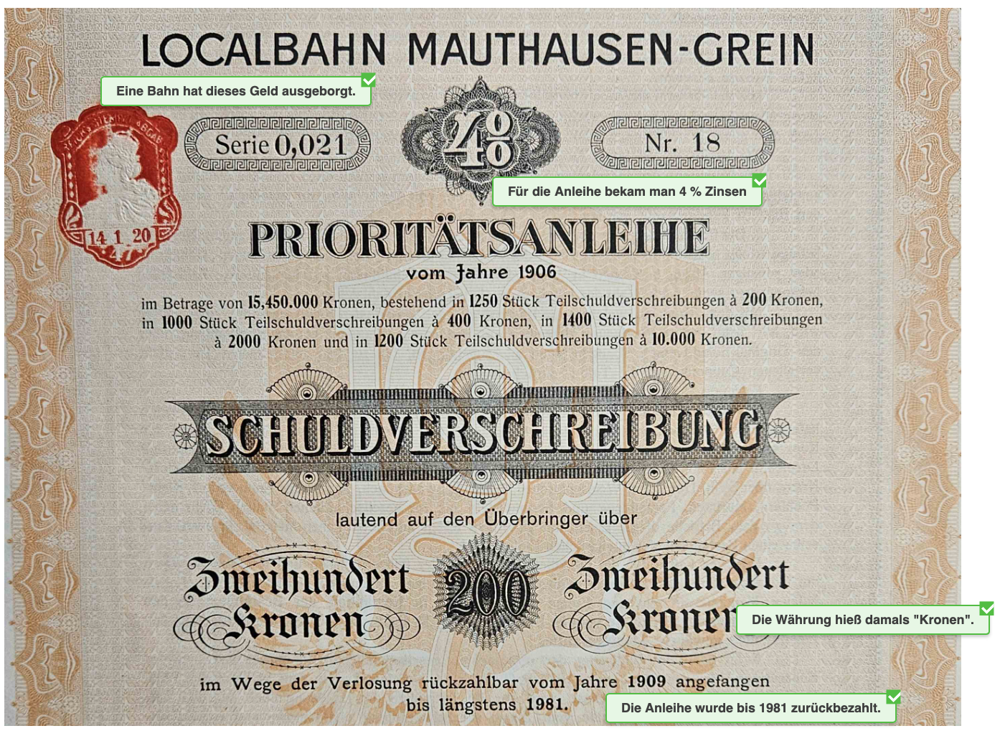 LOCALBAHN MAUTHAUSEN-GREIN
Eine Bahn hat dieses Geld ausgeborgt.
Serie 0,021
4%
Nr. 18
Für die Anleihe bekam man 4 % Zinsen
14 1 20
PRIORITÄTSANLEIHE
vom Jahre 1906
im Betrage von 15,450.000 Kronen, bestehend in 1250 Stück Teilschuldverschreibungen à 200 Kronen,
in 1000 Stück Teilschuldverschreibungen à 400 Kronen, in 1400 Stück Teilschuldverschreibungen
à 2000 Kronen und in 1200 Stück Teilschuldverschreibungen à 10.000 Kronen.
SCHULDVERSCHREIBUNG
lautend auf den Überbringer über
Zweihundert Kronen
200
Zweihundert Kronen
Die Währung hieß damals "Kronen".
im Wege der Verlosung rückzahlbar vom Jahre 1909 angefangen
bis längstens 1981.
Die Anleihe wurde bis 1981 zurückbezahlt.